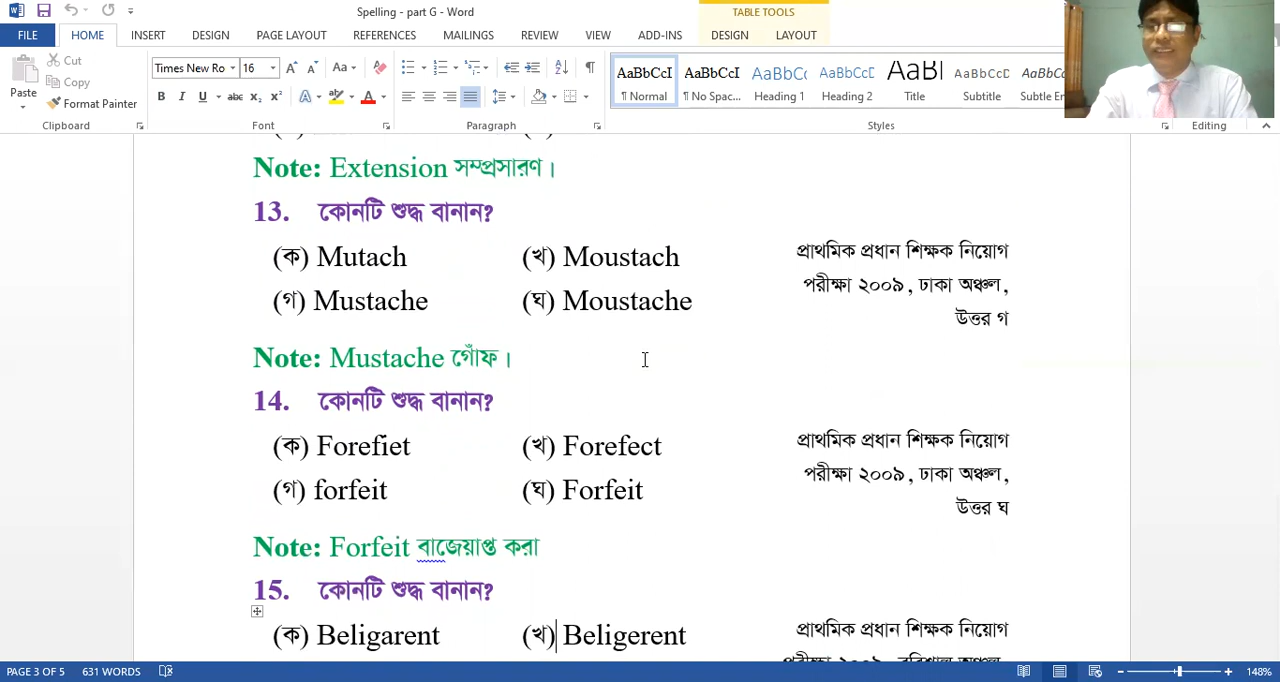 Spelling - part G - Word
TABLE TOOLS
FILE HOME INSERT DESIGN PAGE LAYOUT REFERENCES MAILINGS REVIEW VIEW ADD-INS DESIGN LAYOUT
Paste
Cut
Copy
Format Painter
Clipboard
Times New Ro 16
Font
Paragraph
AaBbCcI AaBbCcI AaBbCc AaBbCcI AaBl AaBbCcD AaBbCc
¶ Normal ¶ No Spac... Heading 1 Heading 2 Title Subtitle Subtle En
Styles
Editing
Note: Extension সম্প্রসারণ।
13. কোনটি শুদ্ধ বানান?
(ক) Mutach (খ) Moustach
(গ) Mustache (ঘ) Moustache
প্রাথমিক প্রধান শিক্ষক নিয়োগ
পরীক্ষা ২০০৯, ঢাকা অঞ্চল,
উত্তর গ
Note: Mustache গোঁফ।
14. কোনটি শুদ্ধ বানান?
(ক) Forefiet (খ) Forefect
(গ) forfeit (ঘ) Forfeit
প্রাথমিক প্রধান শিক্ষক নিয়োগ
পরীক্ষা ২০০৯, ঢাকা অঞ্চল,
উত্তর ঘ
Note: Forfeit বাজেয়াপ্ত করা
15. কোনটি শুদ্ধ বানান?
(ক) Beligarent (খ) Beligerent
প্রাথমিক প্রধান শিক্ষক নিয়োগ
PAGE 3 OF 5 631 WORDS 148%